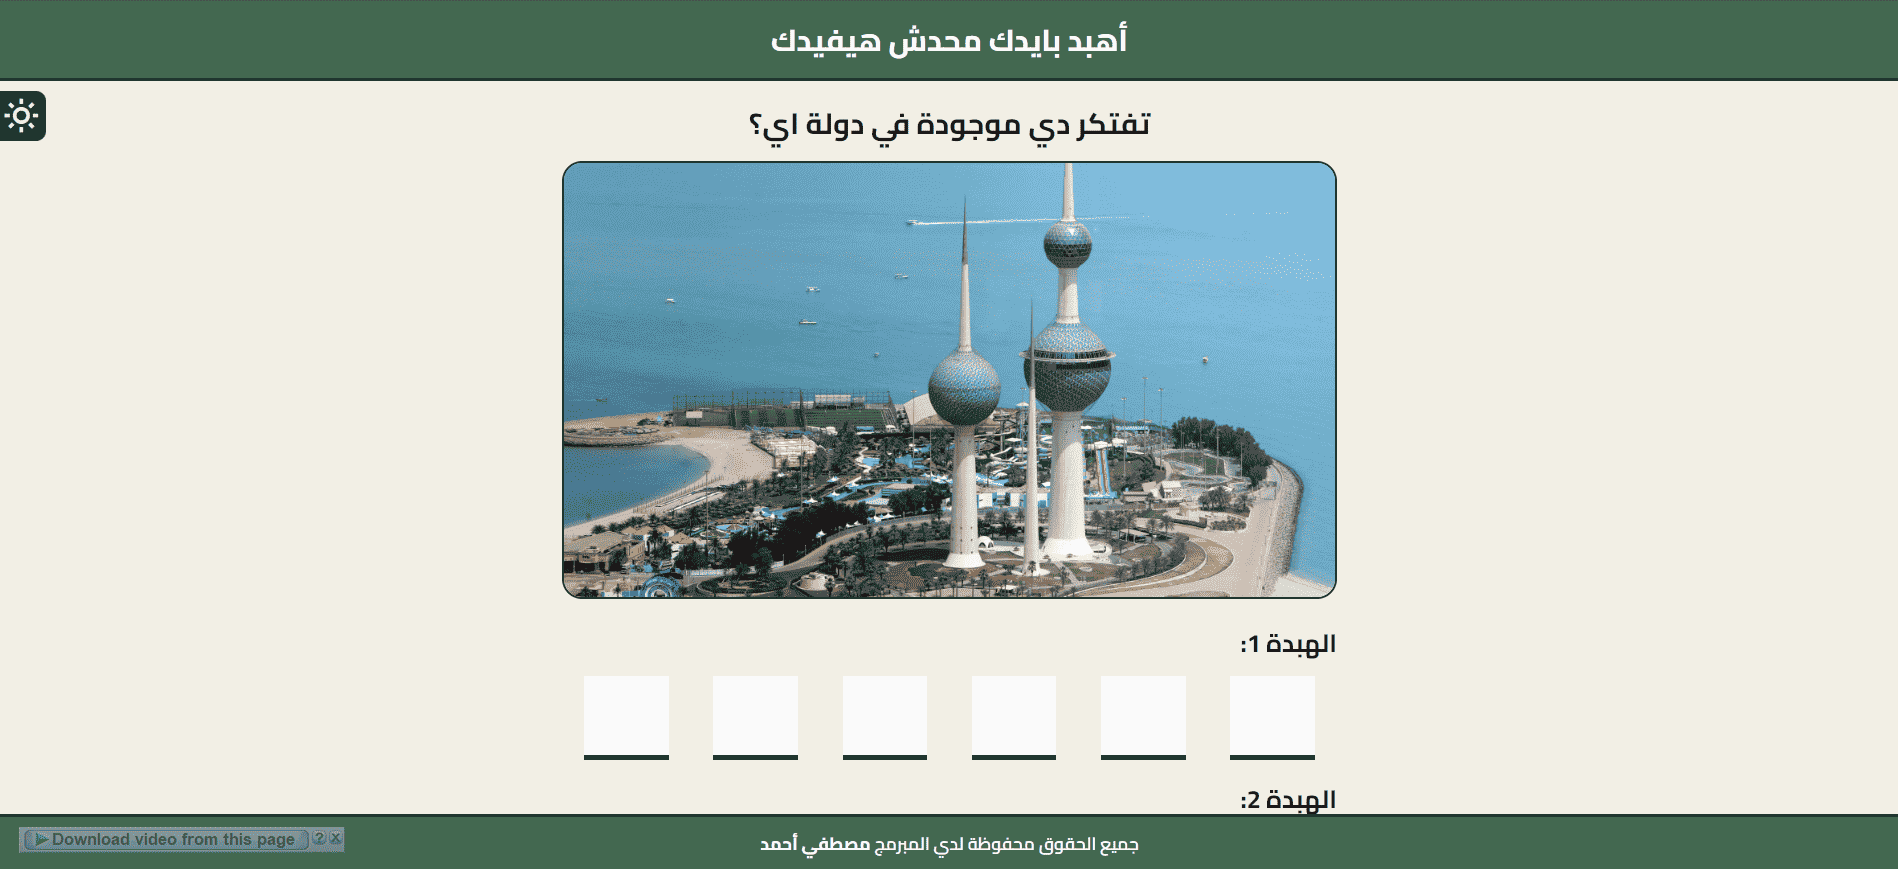 أهبد بايدك محدش هيفيدك
تفتكر دي موجودة في دولة اي؟
الهبدة 1:
الهبدة 2:
جميع الحقوق محفوظة لدي المبرمج مصطفي أحمد
Download video from this page ? X